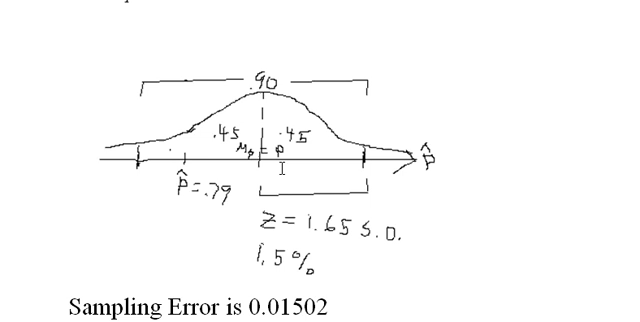 .90
.45 .45
μp̂ = p
p̂
p̂ = .79
z = 1.65 S.D.
1.5%
Sampling Error is 0.01502